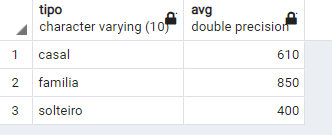 tipo avg
character varying (10) double precision
1 casal 610
2 familia 850
3 solteiro 400